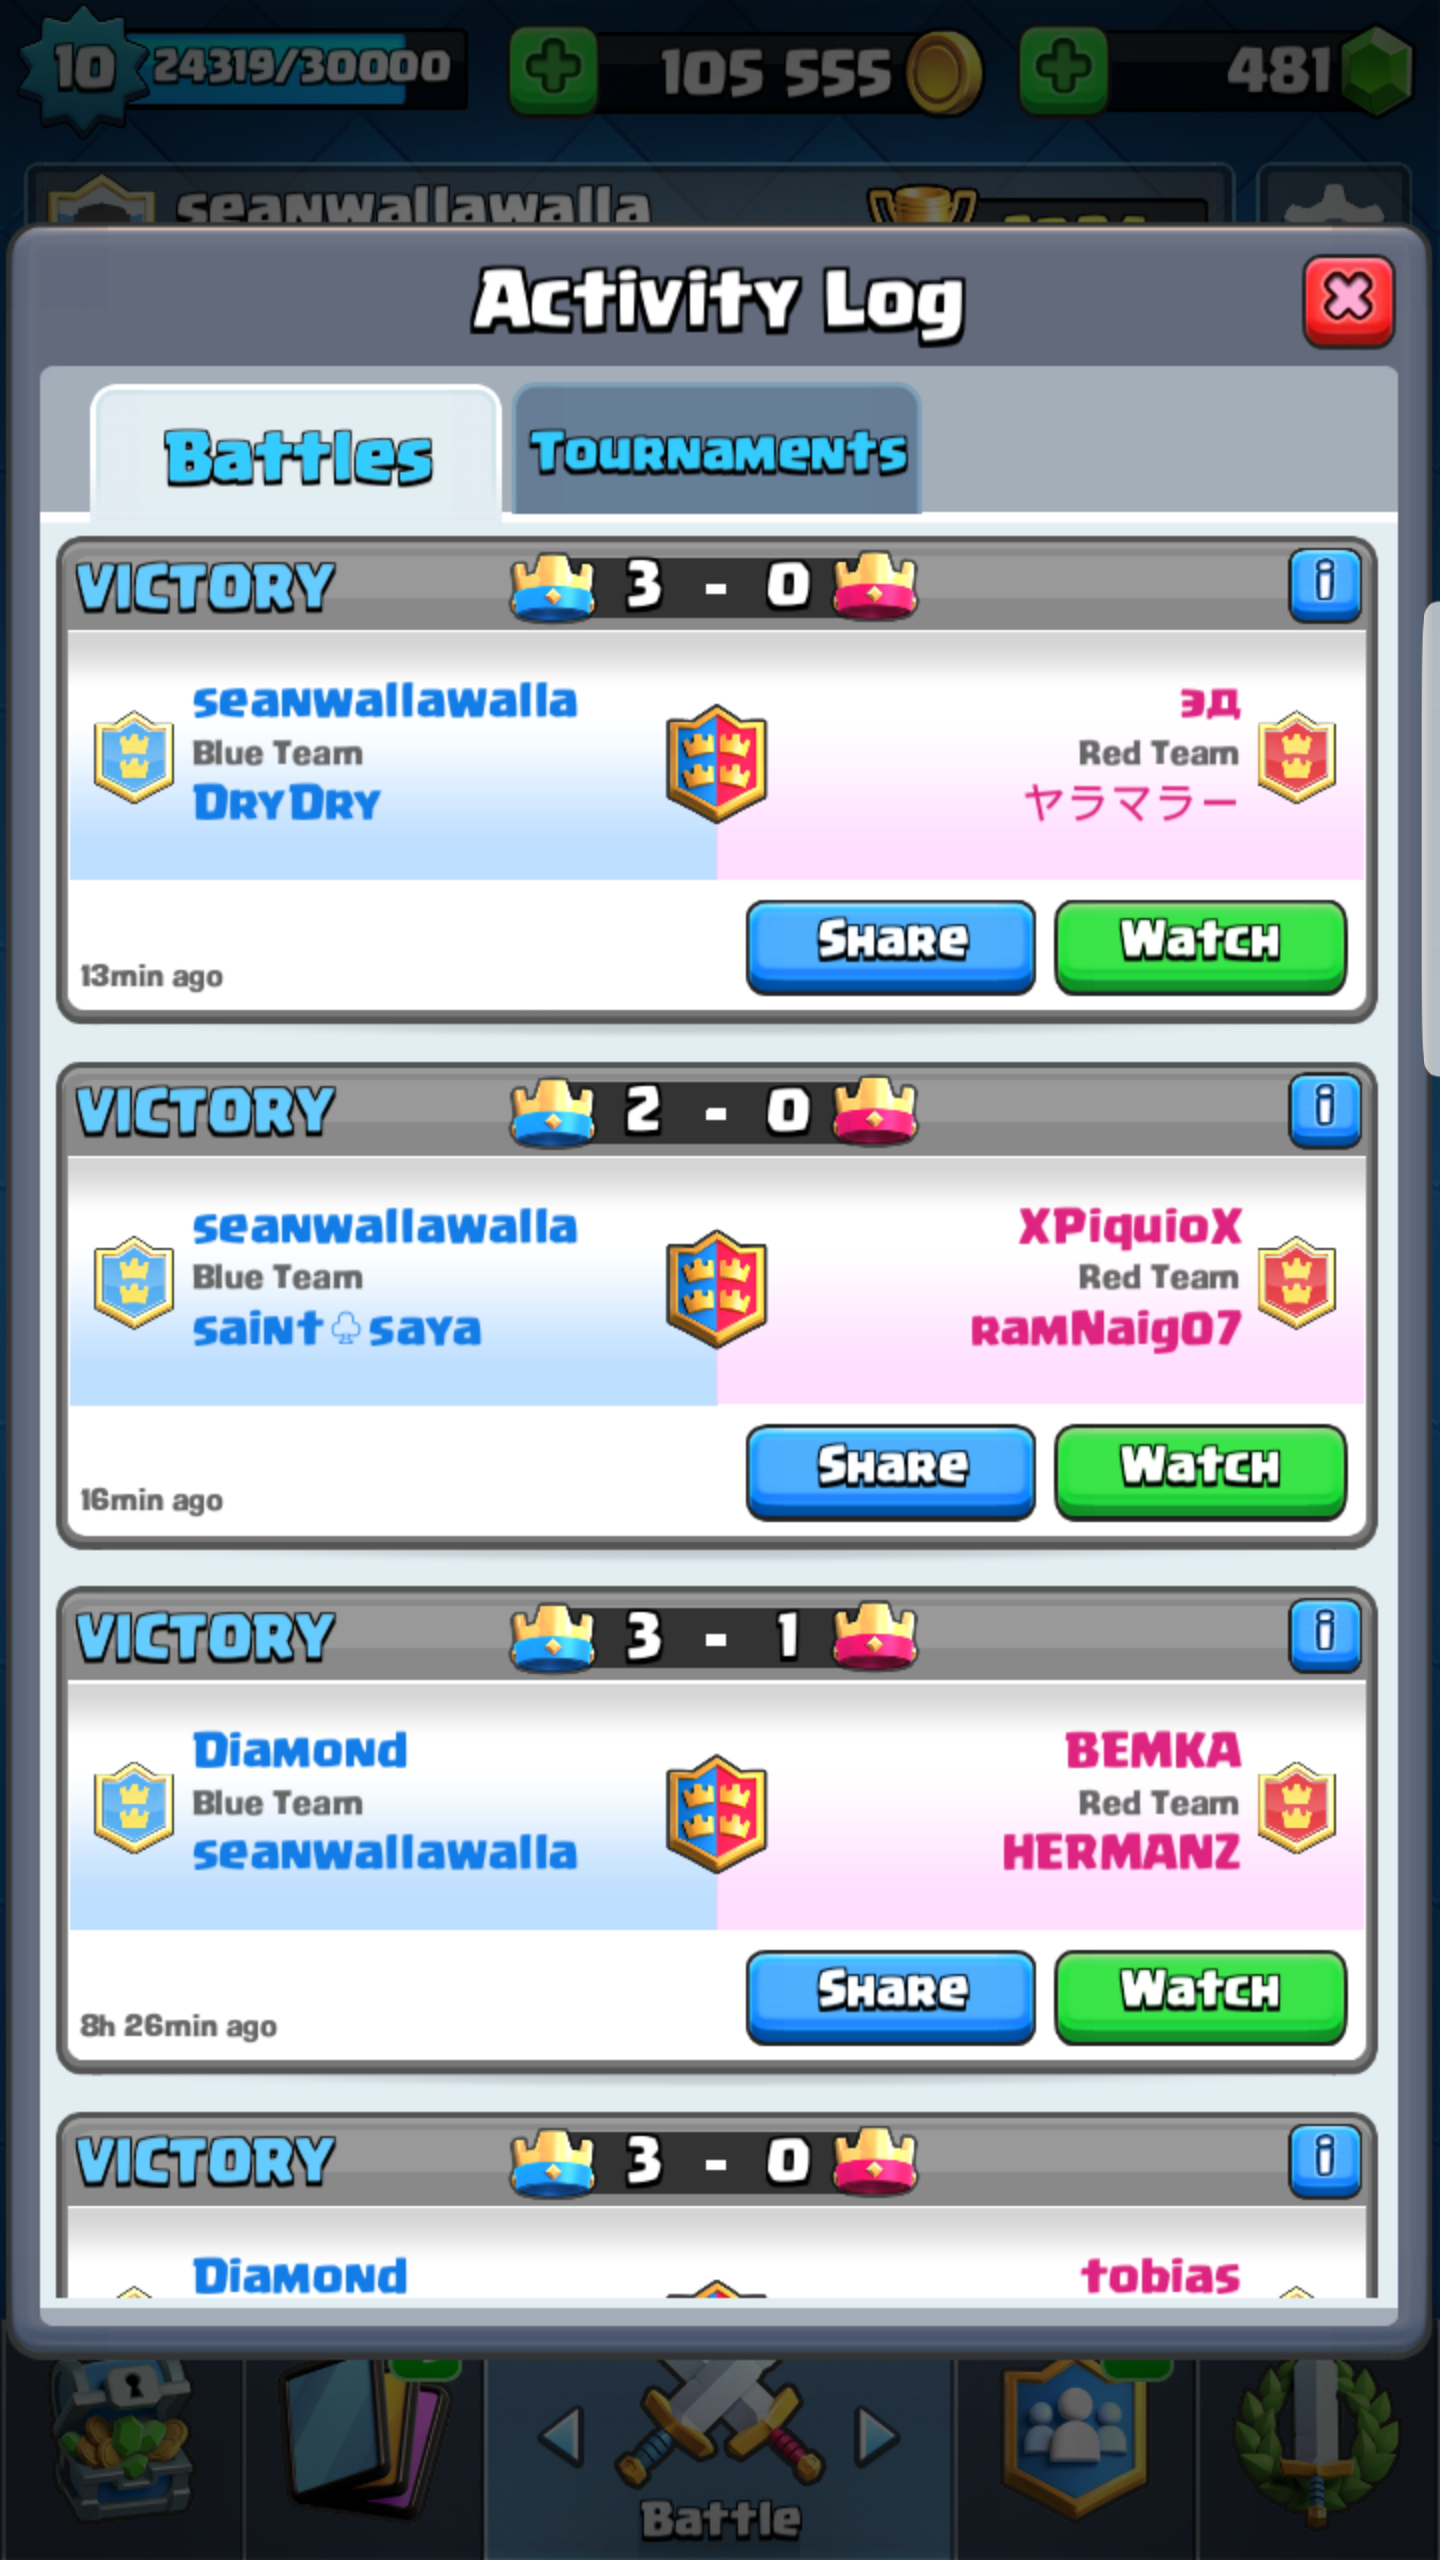 10 24319/30000 105 555 481
seanwallawalla
Activity Log
Battles Tournaments
VICTORY 3 - 0 i
seanwallawalla эд
Blue Team Red Team
DryDry ヤラマラー
Share Watch
13min ago
VICTORY 2 - 0 i
seanwallawalla XPiquioX
Blue Team Red Team
saint♧saya ramNaig07
Share Watch
16min ago
VICTORY 3 - 1 i
Diamond BEMKA
Blue Team Red Team
seanwallawalla HERMANZ
Share Watch
8h 26min ago
VICTORY 3 - 0 i
Diamond tobias
Battle